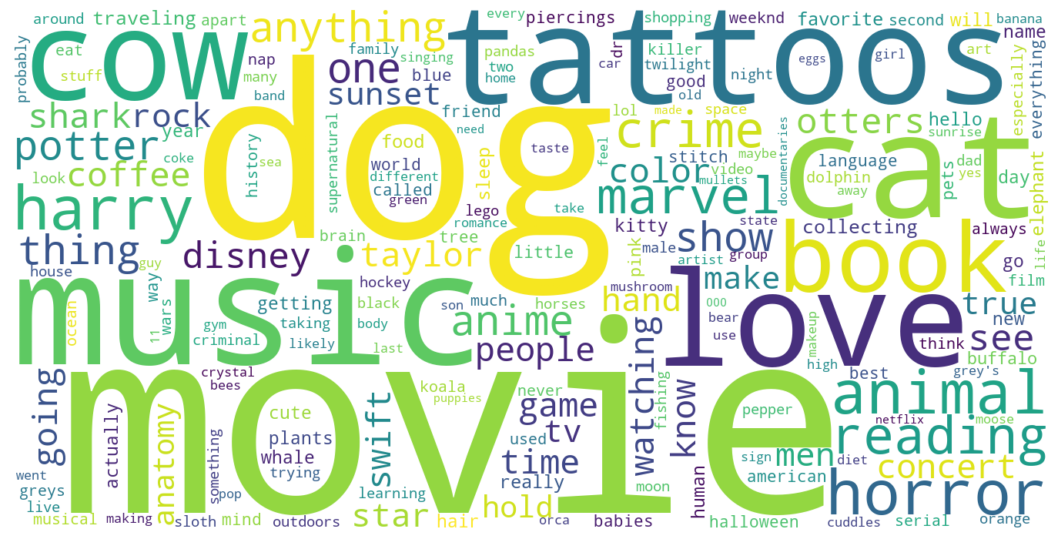 around
traveling
apart
cow
anything
every
piercings
shopping
weeknd
favorite
second
will
banana
name
probably
eat
stuff
nap
many
band
family
singing
one
blue
sunset
pandas
two
home
car
dr
killer
twilight
good
old
night
tattoos
eggs
girl
art
especially
everything
shark
rock
potter
year
coke
look
coffee
harry
dog
history
sea
supernatural
food
world
different
called
green
friend
need
sleep
lego
romance
taste
take
feel
lol
made
space
crime
color
stitch
video
maybe
mullets
marvel
documentaries
otters
hello
sunrise
language
dolphin
away
pets
dad
yes
day
elephant
life
cat
thing
house
guy
disney
brain
tree
taylor
little
kitty
male
state
artist
group
pink
show
book
collecting
always
go
film
hockey
music
ocean
11
wars
way
getting
gym
taking
criminal
likely
black
son
much
body
last
horses
anime
people
hand
mushroom
make
ooo
bear
use
love
makeup
high
true
new
think
see
buffalo
best
grey's
going
crystal
bees
movie
koala
puppies
never
game
tv
watching
fishing
know
pepper
animal
netflix
moose
reading
actually
anatomy
cute
plants
whale
trying
something
swift
used
time
really
moon
human
sign
american
men
diet
concert
horror
went
greys
live
musical
making
sloth
pop
mind
outdoors
learning
star
hair
hold
orca
babies
halloween
cuddles
serial
orange